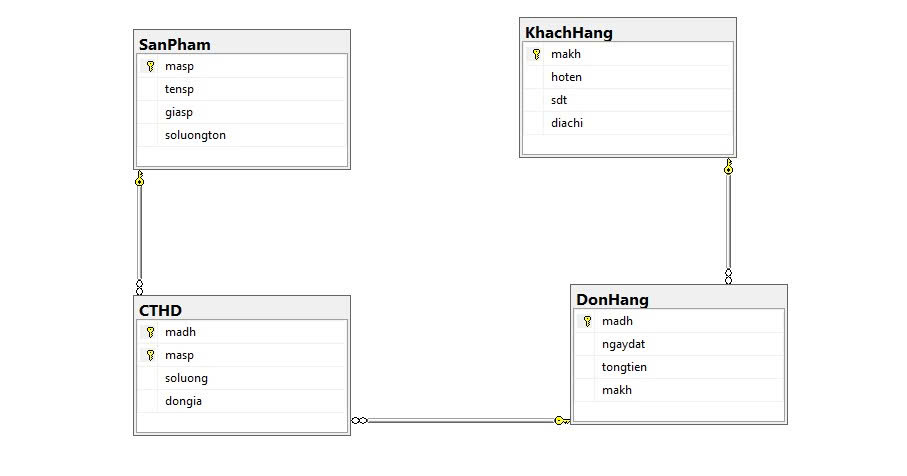 SanPham
masp
tensp
giasp
soluongton
KhachHang
makh
hoten
sdt
diachi
CTHD
madh
masp
soluong
dongia
DonHang
madh
ngaydat
tongtien
makh